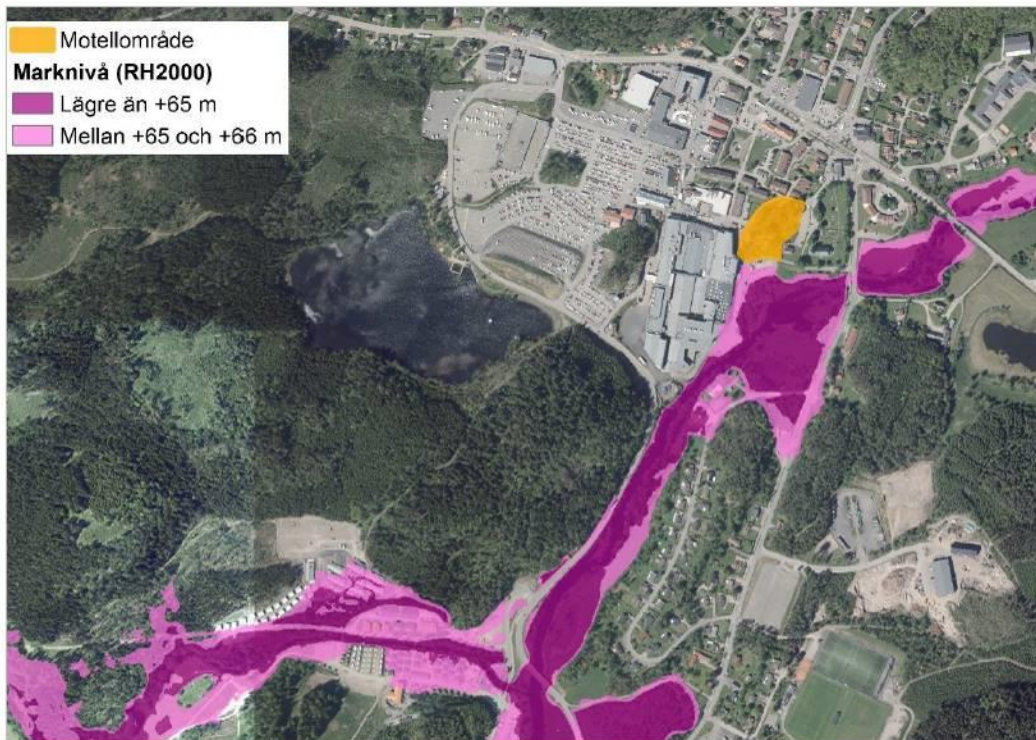 Motellområde
Marknivå (RH2000)
Lägre än +65 m
Mellan +65 och +66 m